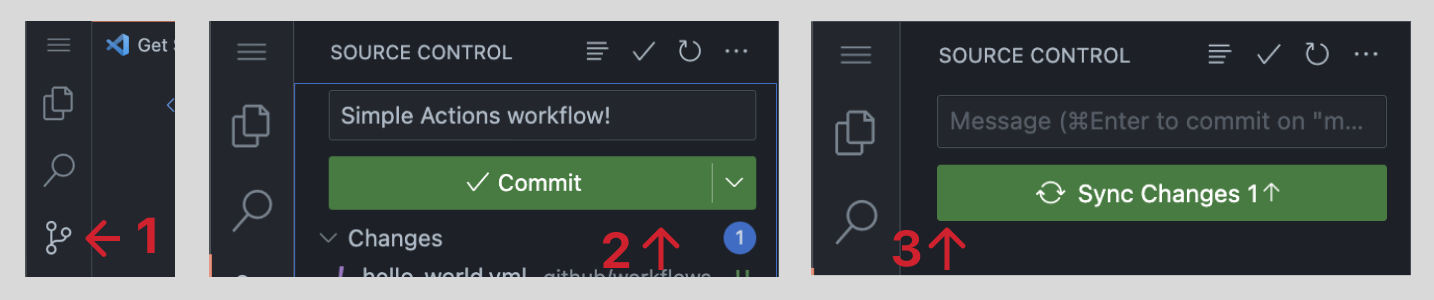 Get
1
SOURCE CONTROL
Simple Actions workflow!
Commit
Changes
1
hello_world.yml .github/workflows U
2
SOURCE CONTROL
Message (⌘Enter to commit on "m...
Sync Changes 1↑
3